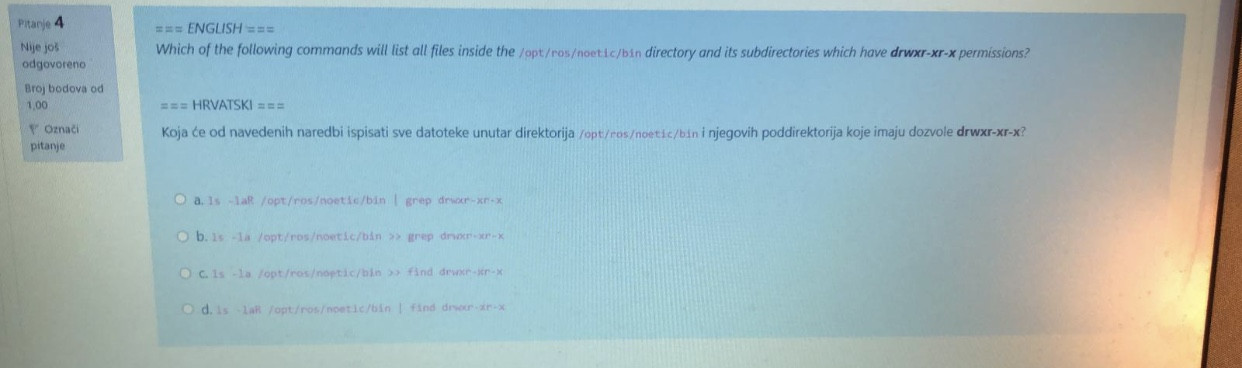 Pitanje 4
Nije još
odgovoreno
Broj bodova od
1,00
Označi
pitanje
=== ENGLISH ===
Which of the following commands will list all files inside the /opt/ros/noetic/bin directory and its subdirectories which have drwxr-xr-x permissions?
=== HRVATSKI ===
Koja će od navedenih naredbi ispisati sve datoteke unutar direktorija /opt/ros/noetic/bin i njegovih poddirektorija koje imaju dozvole drwxr-xr-x?
a. ls -laR /opt/ros/noetic/bin | grep drwxr-xr-x
b. ls -la /opt/ros/noetic/bin >> grep drwxr-xr-x
c. ls -la /opt/ros/noetic/bin >> find drwxr-xr-x
d. ls -laR /opt/ros/noetic/bin | find drwxr-xr-x